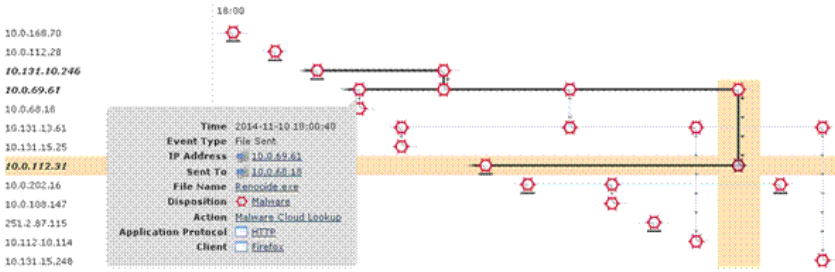 18:00
10.0.168.70
10.0.112.28
10.131.10.246
10.0.69.61
10.0.68.18
10.131.13.61
10.131.15.25
10.0.112.31
10.0.202.16
10.0.108.147
251.2.87.115
10.112.10.114
10.131.15.248
Time 2014-11-10 18:00:40
Event Type File Sent
IP Address 10.0.69.61
Sent To 10.0.68.18
File Name Renocide.exe
Disposition Malware
Action Malware Cloud Lookup
Application Protocol HTTP
Client Firefox